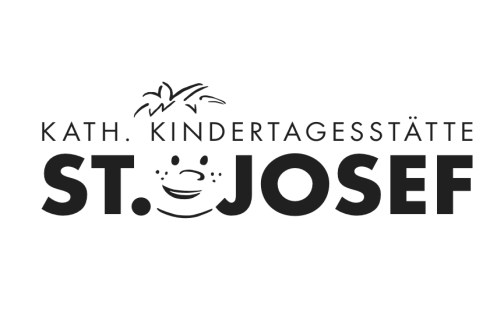 KATH. KINDERTAGESSTÄTTE
ST. JOSEF